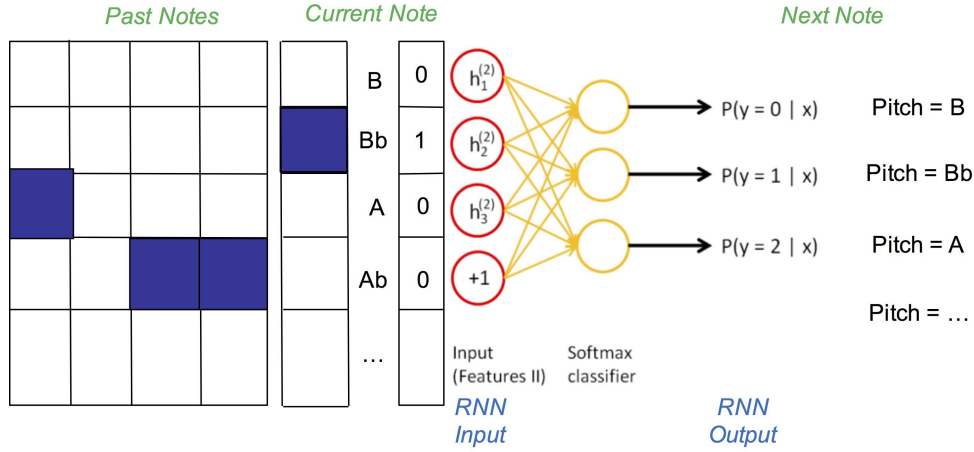 Past Notes
Current Note
Next Note
B
0
h₁⁽²⁾
P(y = 0 | x)
Pitch = B
Bb
1
h₂⁽²⁾
P(y = 1 | x)
Pitch = Bb
A
0
h₃⁽²⁾
P(y = 2 | x)
Pitch = A
Ab
0
+1
Pitch = ...
...
Input
(Features II)
Softmax
classifier
RNN
Input
RNN
Output